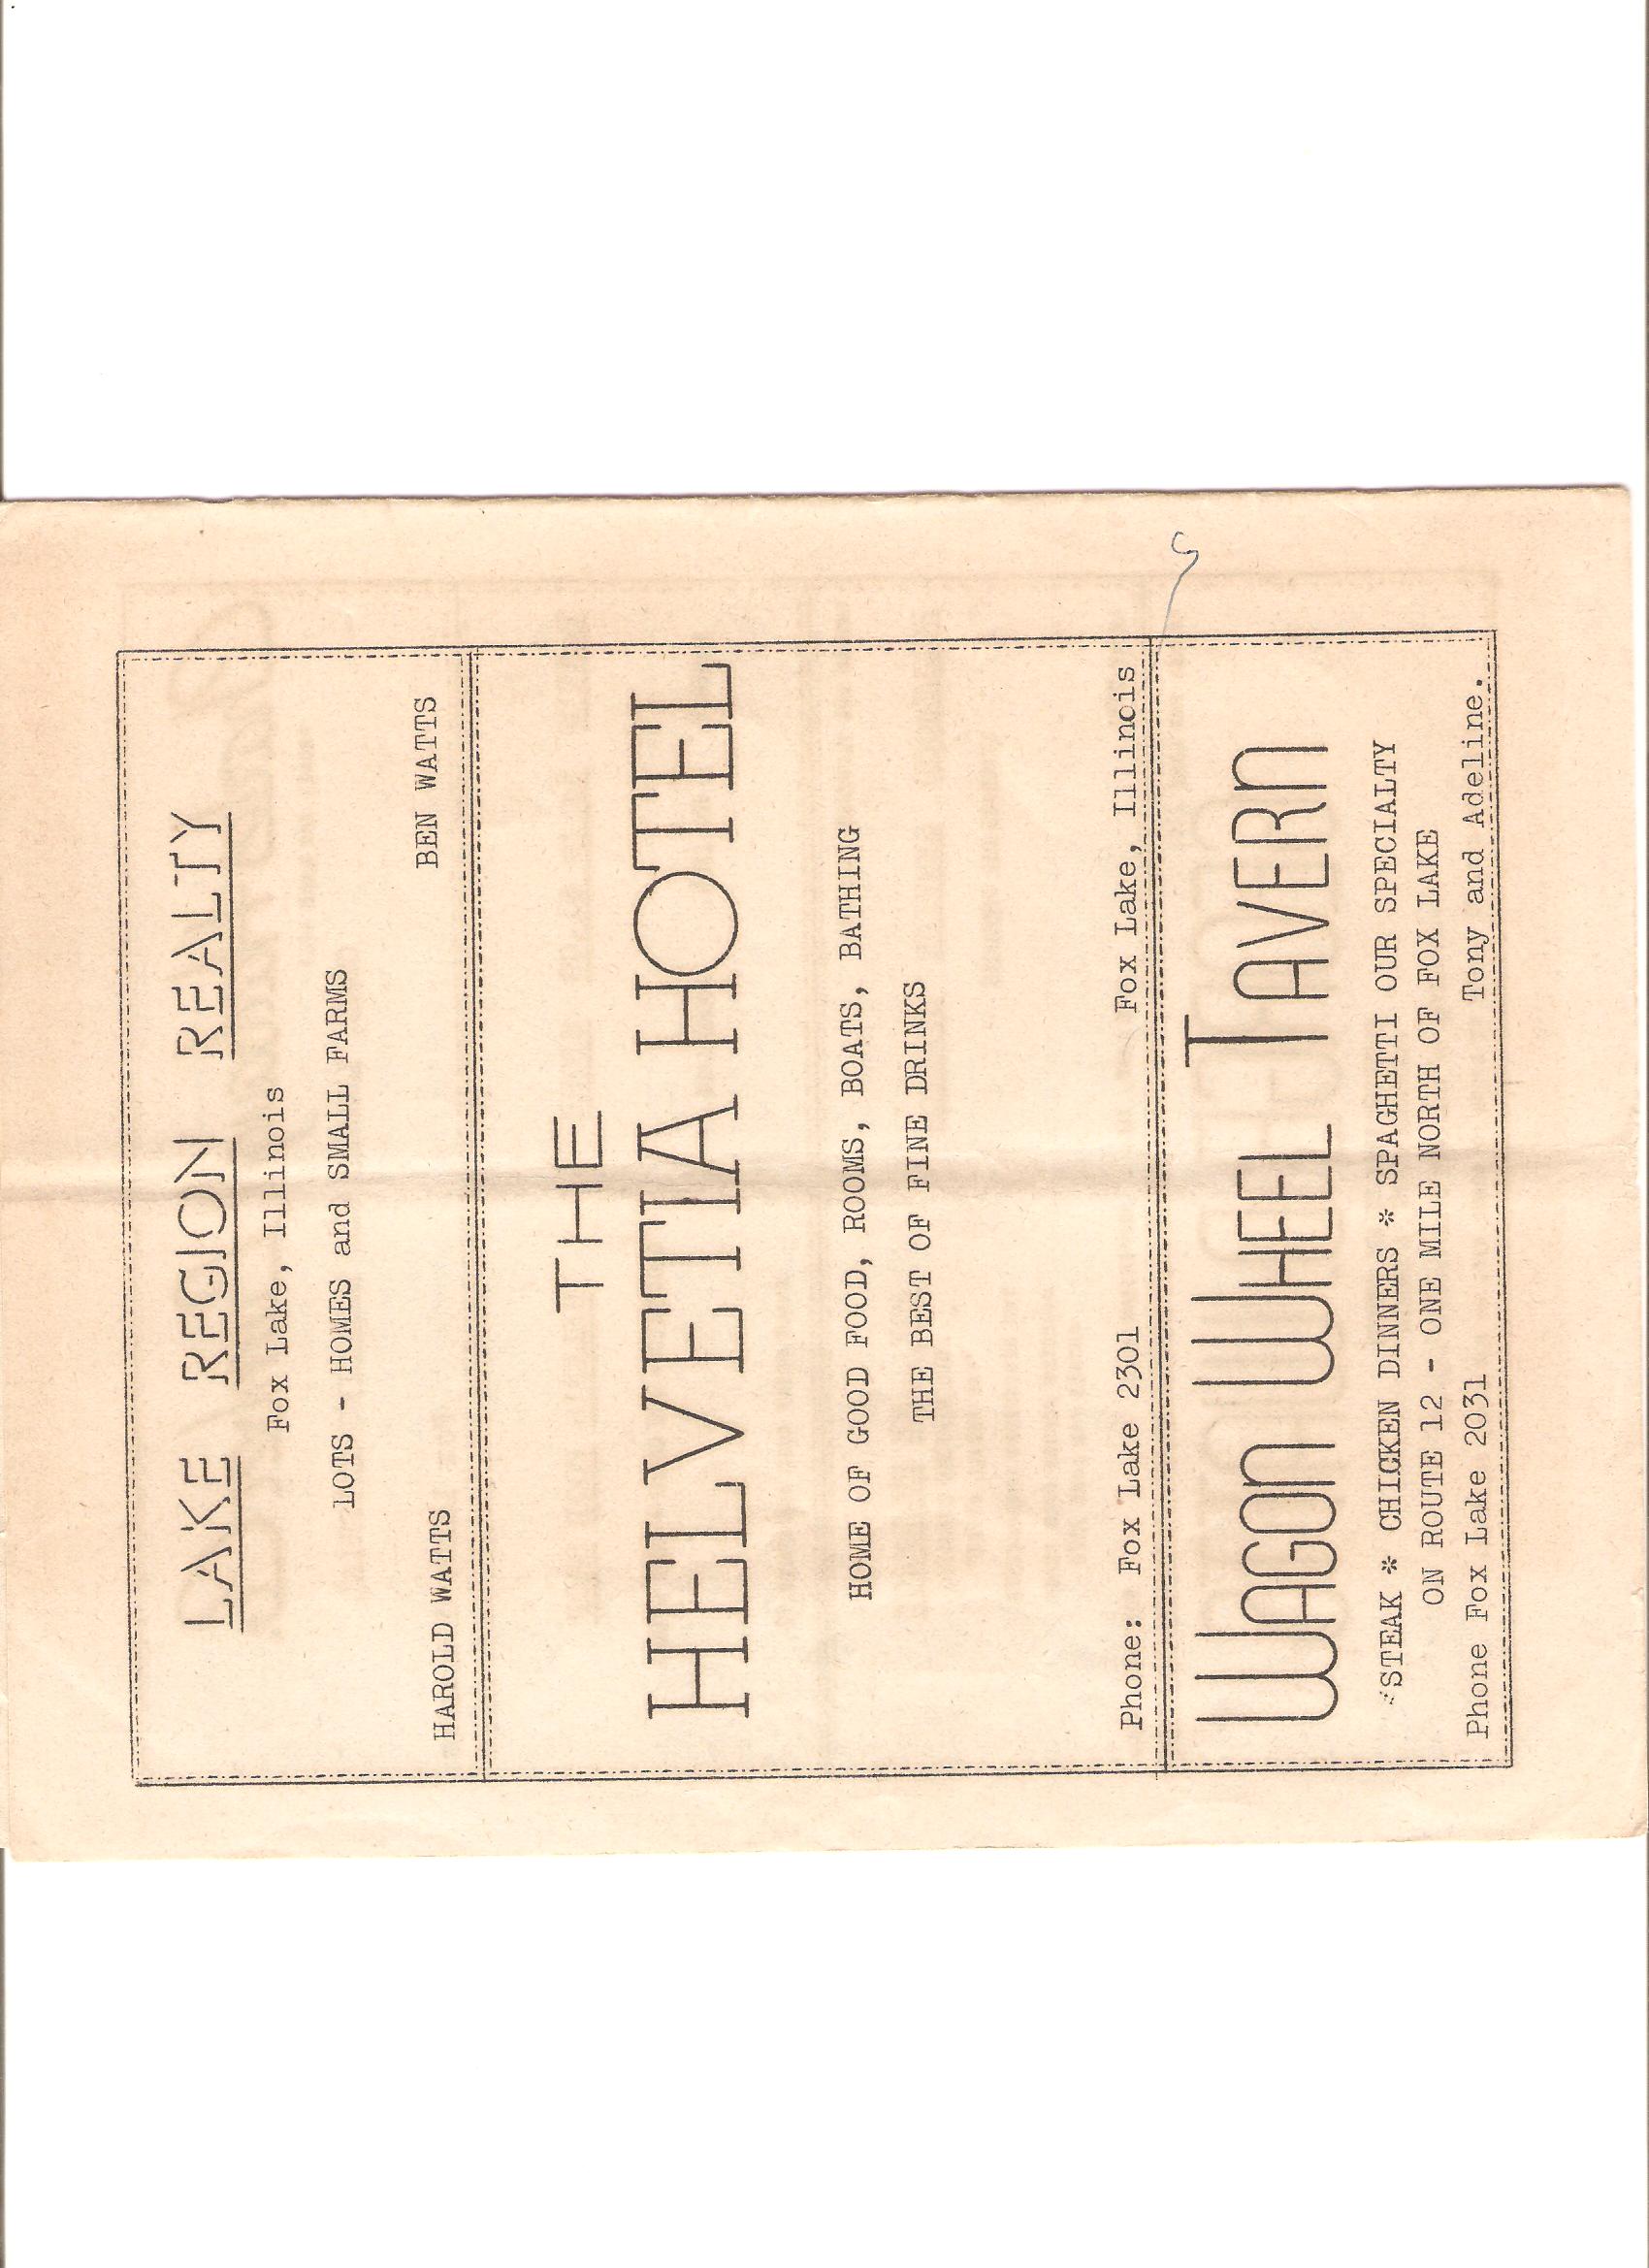 LAKE REGION REALTY
Fox Lake, Illinois
LOTS - HOMES and SMALL FARMS
HAROLD WATTS BEN WATTS
THE
HELVETIA HOTEL
HOME OF GOOD FOOD, ROOMS, BOATS, BATHING
THE BEST OF FINE DRINKS
Phone: Fox Lake 2301 Fox Lake, Illinois
WAGON WHEEL TAVERN
*STEAK * CHICKEN DINNERS * SPAGHETTI OUR SPECIALTY
ON ROUTE 12 - ONE MILE NORTH OF FOX LAKE
Phone Fox Lake 2031 Tony and Adeline.